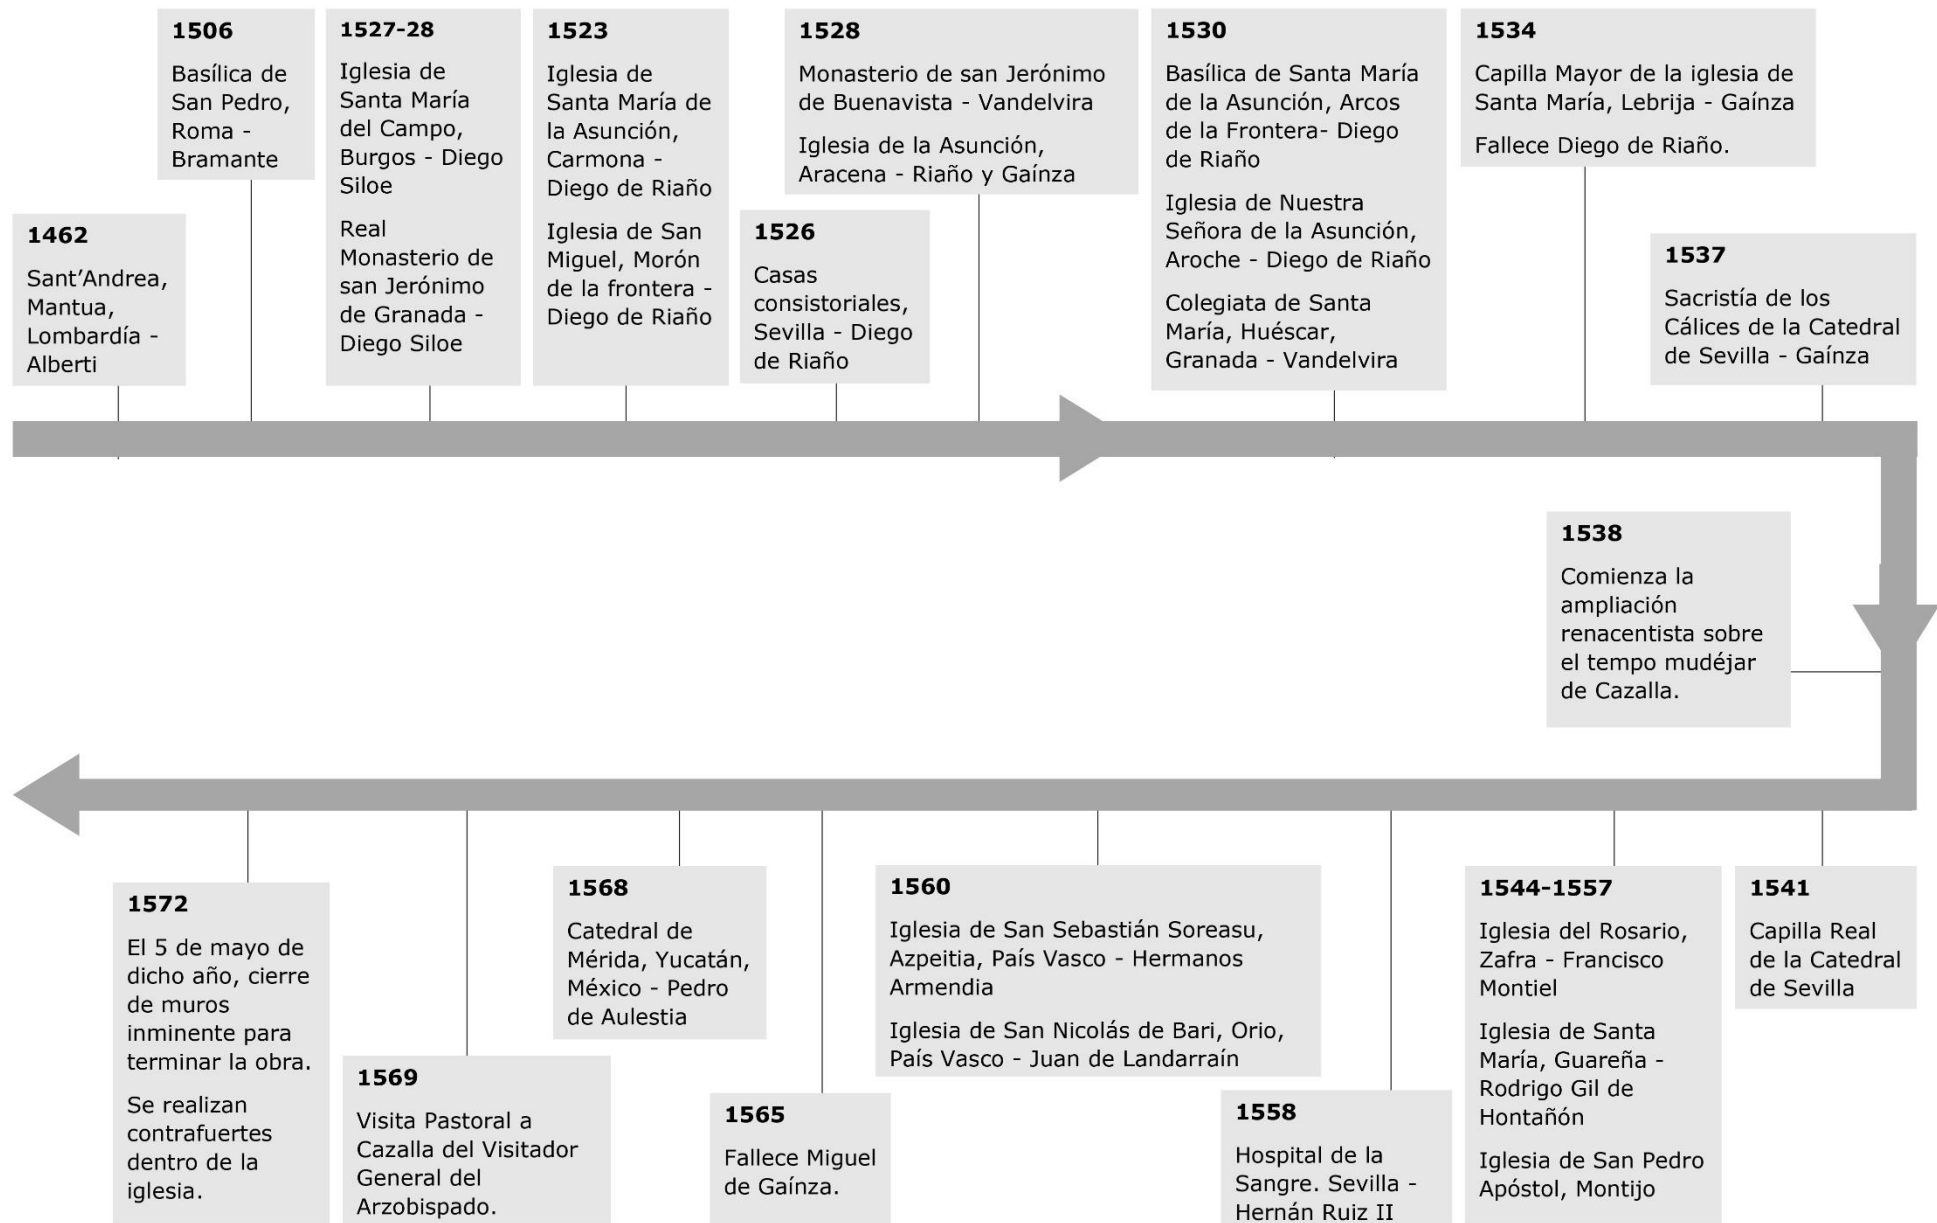 1506
Basílica de
San Pedro,
Roma -
Bramante
1527-28
Iglesia de
Santa María
del Campo,
Burgos - Diego
Siloe
Real
Monasterio de
san Jerónimo
de Granada -
Diego Siloe
1523
Iglesia de
Santa María de
la Asunción,
Carmona -
Diego de Riaño
Iglesia de San
Miguel, Morón
de la frontera -
Diego de Riaño
1528
Monasterio de san Jerónimo
de Buenavista - Vandelvira
Iglesia de la Asunción,
Aracena - Riaño y Gaínza
1530
Basílica de Santa María
de la Asunción, Arcos
de la Frontera- Diego
de Riaño
Iglesia de Nuestra
Señora de la Asunción,
Aroche - Diego de Riaño
Colegiata de Santa
María, Huéscar,
Granada - Vandelvira
1534
Capilla Mayor de la iglesia de
Santa María, Lebrija - Gaínza
Fallece Diego de Riaño.
1462
Sant’Andrea,
Mantua,
Lombardía -
Alberti
1526
Casas
consistoriales,
Sevilla - Diego
de Riaño
1537
Sacristía de los
Cálices de la Catedral
de Sevilla - Gaínza
1538
Comienza la
ampliación
renacentista sobre
el tempo mudéjar
de Cazalla.
1572
El 5 de mayo de
dicho año, cierre
de muros
inminente para
terminar la obra.
Se realizan
contrafuertes
dentro de la
iglesia.
1569
Visita Pastoral a
Cazalla del Visitador
General del
Arzobispado.
1568
Catedral de
Mérida, Yucatán,
México - Pedro
de Aulestia
1565
Fallece Miguel
de Gaínza.
1560
Iglesia de San Sebastián Soreasu,
Azpeitia, País Vasco - Hermanos
Armendia
Iglesia de San Nicolás de Bari, Orio,
País Vasco - Juan de Landarraín
1558
Hospital de la
Sangre. Sevilla -
Hernán Ruiz II
1544-1557
Iglesia del Rosario,
Zafra - Francisco
Montiel
Iglesia de Santa
María, Guareña -
Rodrigo Gil de
Hontañón
Iglesia de San Pedro
Apóstol, Montijo
1541
Capilla Real
de la Catedral
de Sevilla